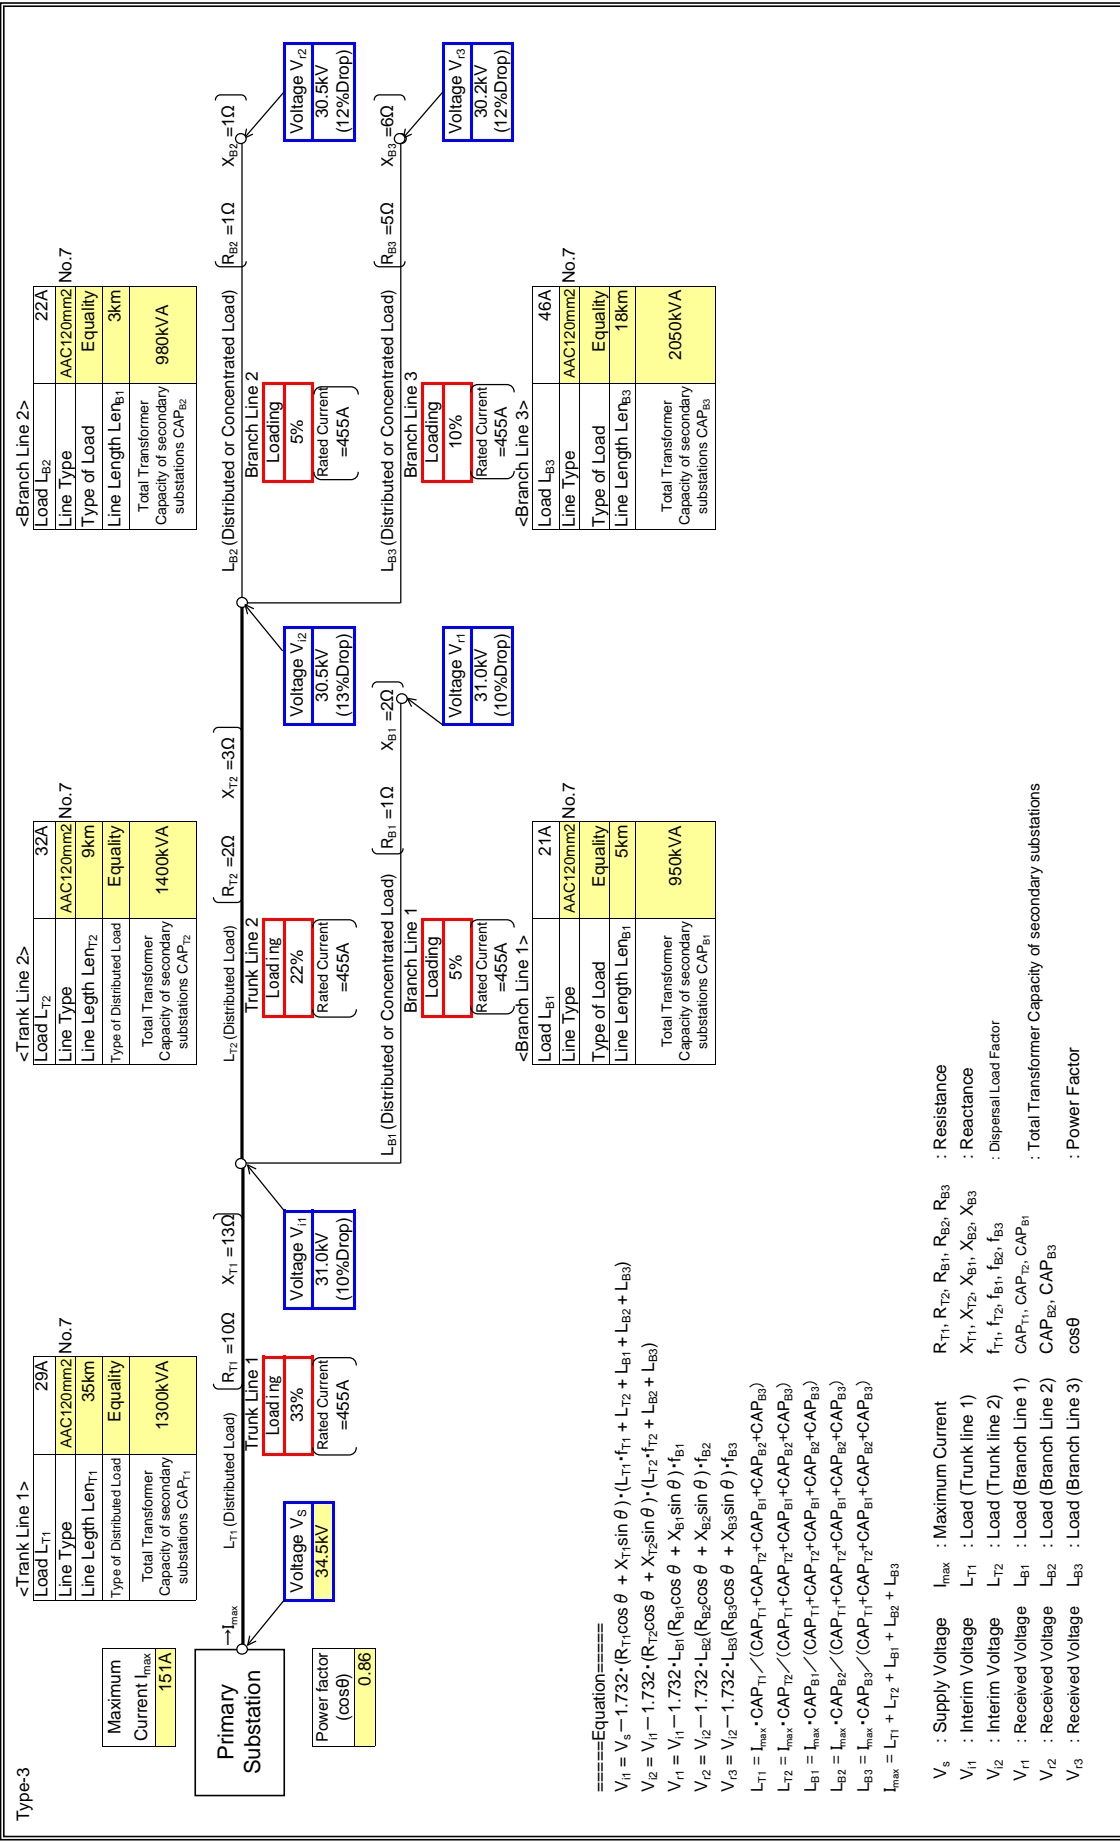 Type-3
Maximum
Current Imax
151A
Power factor
(cosθ)
0.86
Primary
Substation
→Imax
Voltage VS
34.5kV
<Trank Line 1>
Load LT1 29A
Line Type AAC120mm2 No.7
Line Legth LenT1 35km
Type of Distributed Load Equality
Total Transformer
Capacity of secondary
substations CAPT1
1300kVA
LT1 (Distributed Load) RT1 =10Ω XT1 =13Ω
Trunk Line 1
Loading
33%
Rated Current
=455A
Voltage Vi1
31.0kV
(10%Drop)
<Trank Line 2>
Load LT2 32A
Line Type AAC120mm2 No.7
Line Legth LenT2 9km
Type of Distributed Load Equality
Total Transformer
Capacity of secondary
substations CAPT2
1400kVA
LT2 (Distributed Load) RT2 =2Ω XT2 =3Ω
Trunk Line 2
Loading
22%
Rated Current
=455A
Voltage Vi2
30.5kV
(13%Drop)
LB1 (Distributed or Concentrated Load) RB1 =1Ω XB1 =2Ω
Branch Line 1
Loading
5%
Rated Current
=455A
Voltage Vr1
31.0kV
(10%Drop)
<Branch Line 1>
Load LB1 21A
Line Type AAC120mm2 No.7
Type of Load Equality
Line Length LenB1 5km
Total Transformer
Capacity of secondary
substations CAPB1
950kVA
<Branch Line 2>
Load LB2 22A
Line Type AAC120mm2 No.7
Type of Load Equality
Line Length LenB1 3km
Total Transformer
Capacity of secondary
substations CAPB2
980kVA
LB2 (Distributed or Concentrated Load) RB2 =1Ω XB2 =1Ω
Branch Line 2
Loading
5%
Rated Current
=455A
Voltage Vr2
30.5kV
(12%Drop)
LB3 (Distributed or Concentrated Load) RB3 =5Ω XB3 =6Ω
Branch Line 3
Loading
10%
Rated Current
=455A
Voltage Vr3
30.2kV
(12%Drop)
<Branch Line 3>
Load LB3 46A
Line Type AAC120mm2 No.7
Type of Load Equality
Line Length LenB3 18km
Total Transformer
Capacity of secondary
substations CAPB3
2050kVA
=====Equation=====
Vi1 = Vs－1.732・(RT1cos θ + XT1sin θ)・(LT1・fT1 + LT2 + LB1 + LB2 + LB3)
Vi2 = Vi1－1.732・(RT2cos θ + XT2sin θ)・(LT2・fT2 + LB2 + LB3)
Vr1 = Vi1－1.732・LB1(RB1cos θ + XB1sin θ)・fB1
Vr2 = Vi2－1.732・LB2(RB2cos θ + XB2sin θ)・fB2
Vr3 = Vi2－1.732・LB3(RB3cos θ + XB3sin θ)・fB3
LT1 = Imax・CAPT1／(CAPT1+CAPT2+CAPB1+CAPB2+CAPB3)
LT2 = Imax・CAPT2／(CAPT1+CAPT2+CAPB1+CAPB2+CAPB3)
LB1 = Imax・CAPB1／(CAPT1+CAPT2+CAPB1+CAPB2+CAPB3)
LB2 = Imax・CAPB2／(CAPT1+CAPT2+CAPB1+CAPB2+CAPB3)
LB3 = Imax・CAPB3／(CAPT1+CAPT2+CAPB1+CAPB2+CAPB3)
Imax = LT1 + LT2 + LB1 + LB2 + LB3
Vs : Supply Voltage Imax : Maximum Current RT1, RT2, RB1, RB2, RB3 : Resistance
Vi1 : Interim Voltage LT1 : Load (Trunk line 1) XT1, XT2, XB1, XB2, XB3 : Reactance
Vi2 : Interim Voltage LT2 : Load (Trunk line 2) fT1, fT2, fB1, fB2, fB3 : Dispersal Load Factor
Vr1 : Received Voltage LB1 : Load (Branch Line 1) CAPT1, CAPT2, CAPB1
Vr2 : Received Voltage LB2 : Load (Branch Line 2) CAPB2, CAPB3 : Total Transformer Capacity of secondary substations
Vr3 : Received Voltage LB3 : Load (Branch Line 3) cosθ : Power Factor